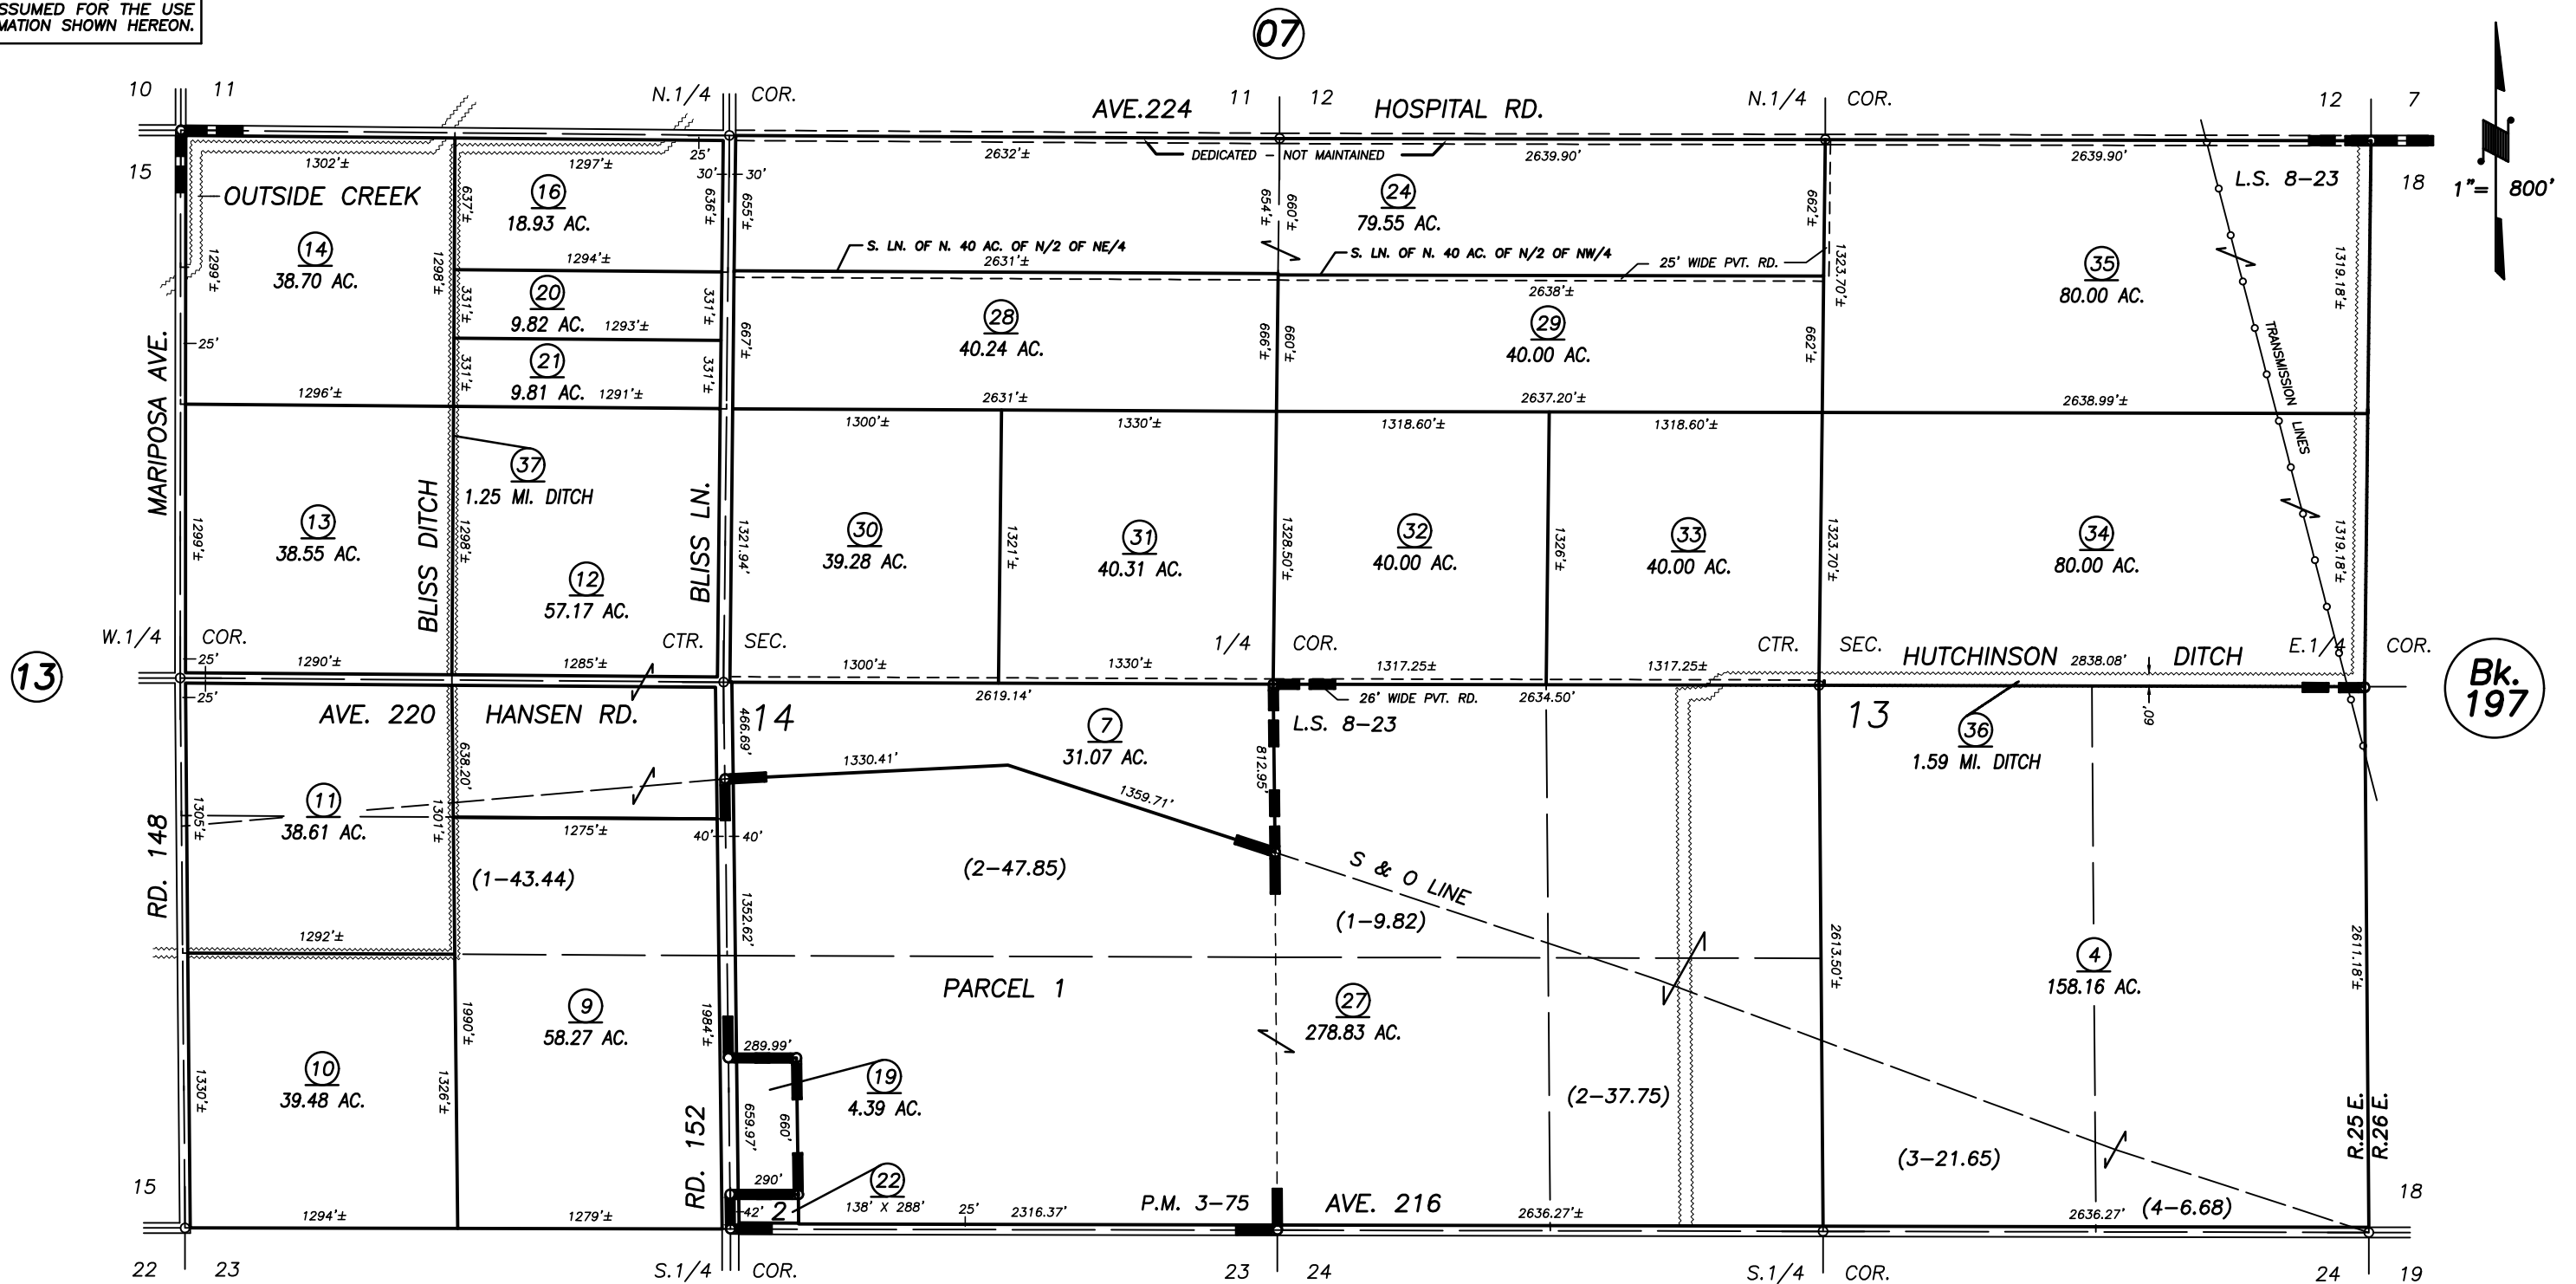 SSUMED FOR THE USE
MATION SHOWN HEREON.
07
10 11
N.1/4 COR.
AVE.224
11 12
HOSPITAL RD.
N.1/4 COR.
12 7
15
1302'±
1297'±
25'
2632'±
DEDICATED - NOT MAINTAINED
2639.90'
2639.90'
L.S. 8-23
18
1"= 800'
OUTSIDE CREEK
637'±
16
18.93 AC.
636'±
30' 30'
655'±
654'±
660'±
24
79.55 AC.
662'±
14
38.70 AC.
1299'±
1298'±
1294'±
S. LN. OF N. 40 AC. OF N/2 OF NE/4
2631'±
S. LN. OF N. 40 AC. OF N/2 OF NW/4
25' WIDE PVT. RD.
1323.70'±
35
80.00 AC.
1319.18'±
331'±
20
9.82 AC. 1293'±
331'±
2638'±
MARIPOSA AVE.
25'
331'±
21
9.81 AC. 1291'±
331'±
667'±
28
40.24 AC.
666'±
660'±
29
40.00 AC.
662'±
TRANSMISSION LINES
1296'±
2631'±
2637.20'±
2638.99'±
1300'±
1330'±
1318.60'±
1318.60'±
37
1.25 MI. DITCH
13
38.55 AC.
1299'±
BLISS DITCH
1298'±
12
57.17 AC.
BLISS LN.
1321.94'
30
39.28 AC.
1321'±
31
40.31 AC.
1328.50'±
32
40.00 AC.
1326'±
33
40.00 AC.
1323.70'±
34
80.00 AC.
1319.18'±
W.1/4 COR.
CTR. SEC.
1/4 COR.
CTR. SEC.
E.1/4 COR.
HUTCHINSON 2838.08' DITCH
13
25'
1290'±
1285'±
1300'±
1330'±
1317.25±
1317.25±
Bk.
197
25'
2619.14'
26' WIDE PVT. RD.
2634.50'
AVE. 220 HANSEN RD.
466.69'
14
7
31.07 AC.
L.S. 8-23
13
36
1.59 MI. DITCH
60'
638.20'
1330.41'
812.95'
1359.71'
RD. 148
1305'±
11
38.61 AC.
1301'±
1275'±
40' 40'
(1-43.44)
(2-47.85)
S & O LINE
(1-9.82)
1352.62'
1292'±
2613.50'±
4
158.16 AC.
2611.18'±
PARCEL 1
27
278.83 AC.
1990'±
9
58.27 AC.
1984'±
289.99'
10
39.48 AC.
1330'±
1326'±
19
4.39 AC.
659.97'
660'
(2-37.75)
RD. 152
R.25 E.
R.26 E.
(3-21.65)
15
290'
22
138' X 288'
42'
2
25'
2316.37'
P.M. 3-75
AVE. 216
2636.27'±
2636.27'
(4-6.68)
18
1294'±
1279'±
22 23
S.1/4 COR.
23 24
S.1/4 COR.
24 19